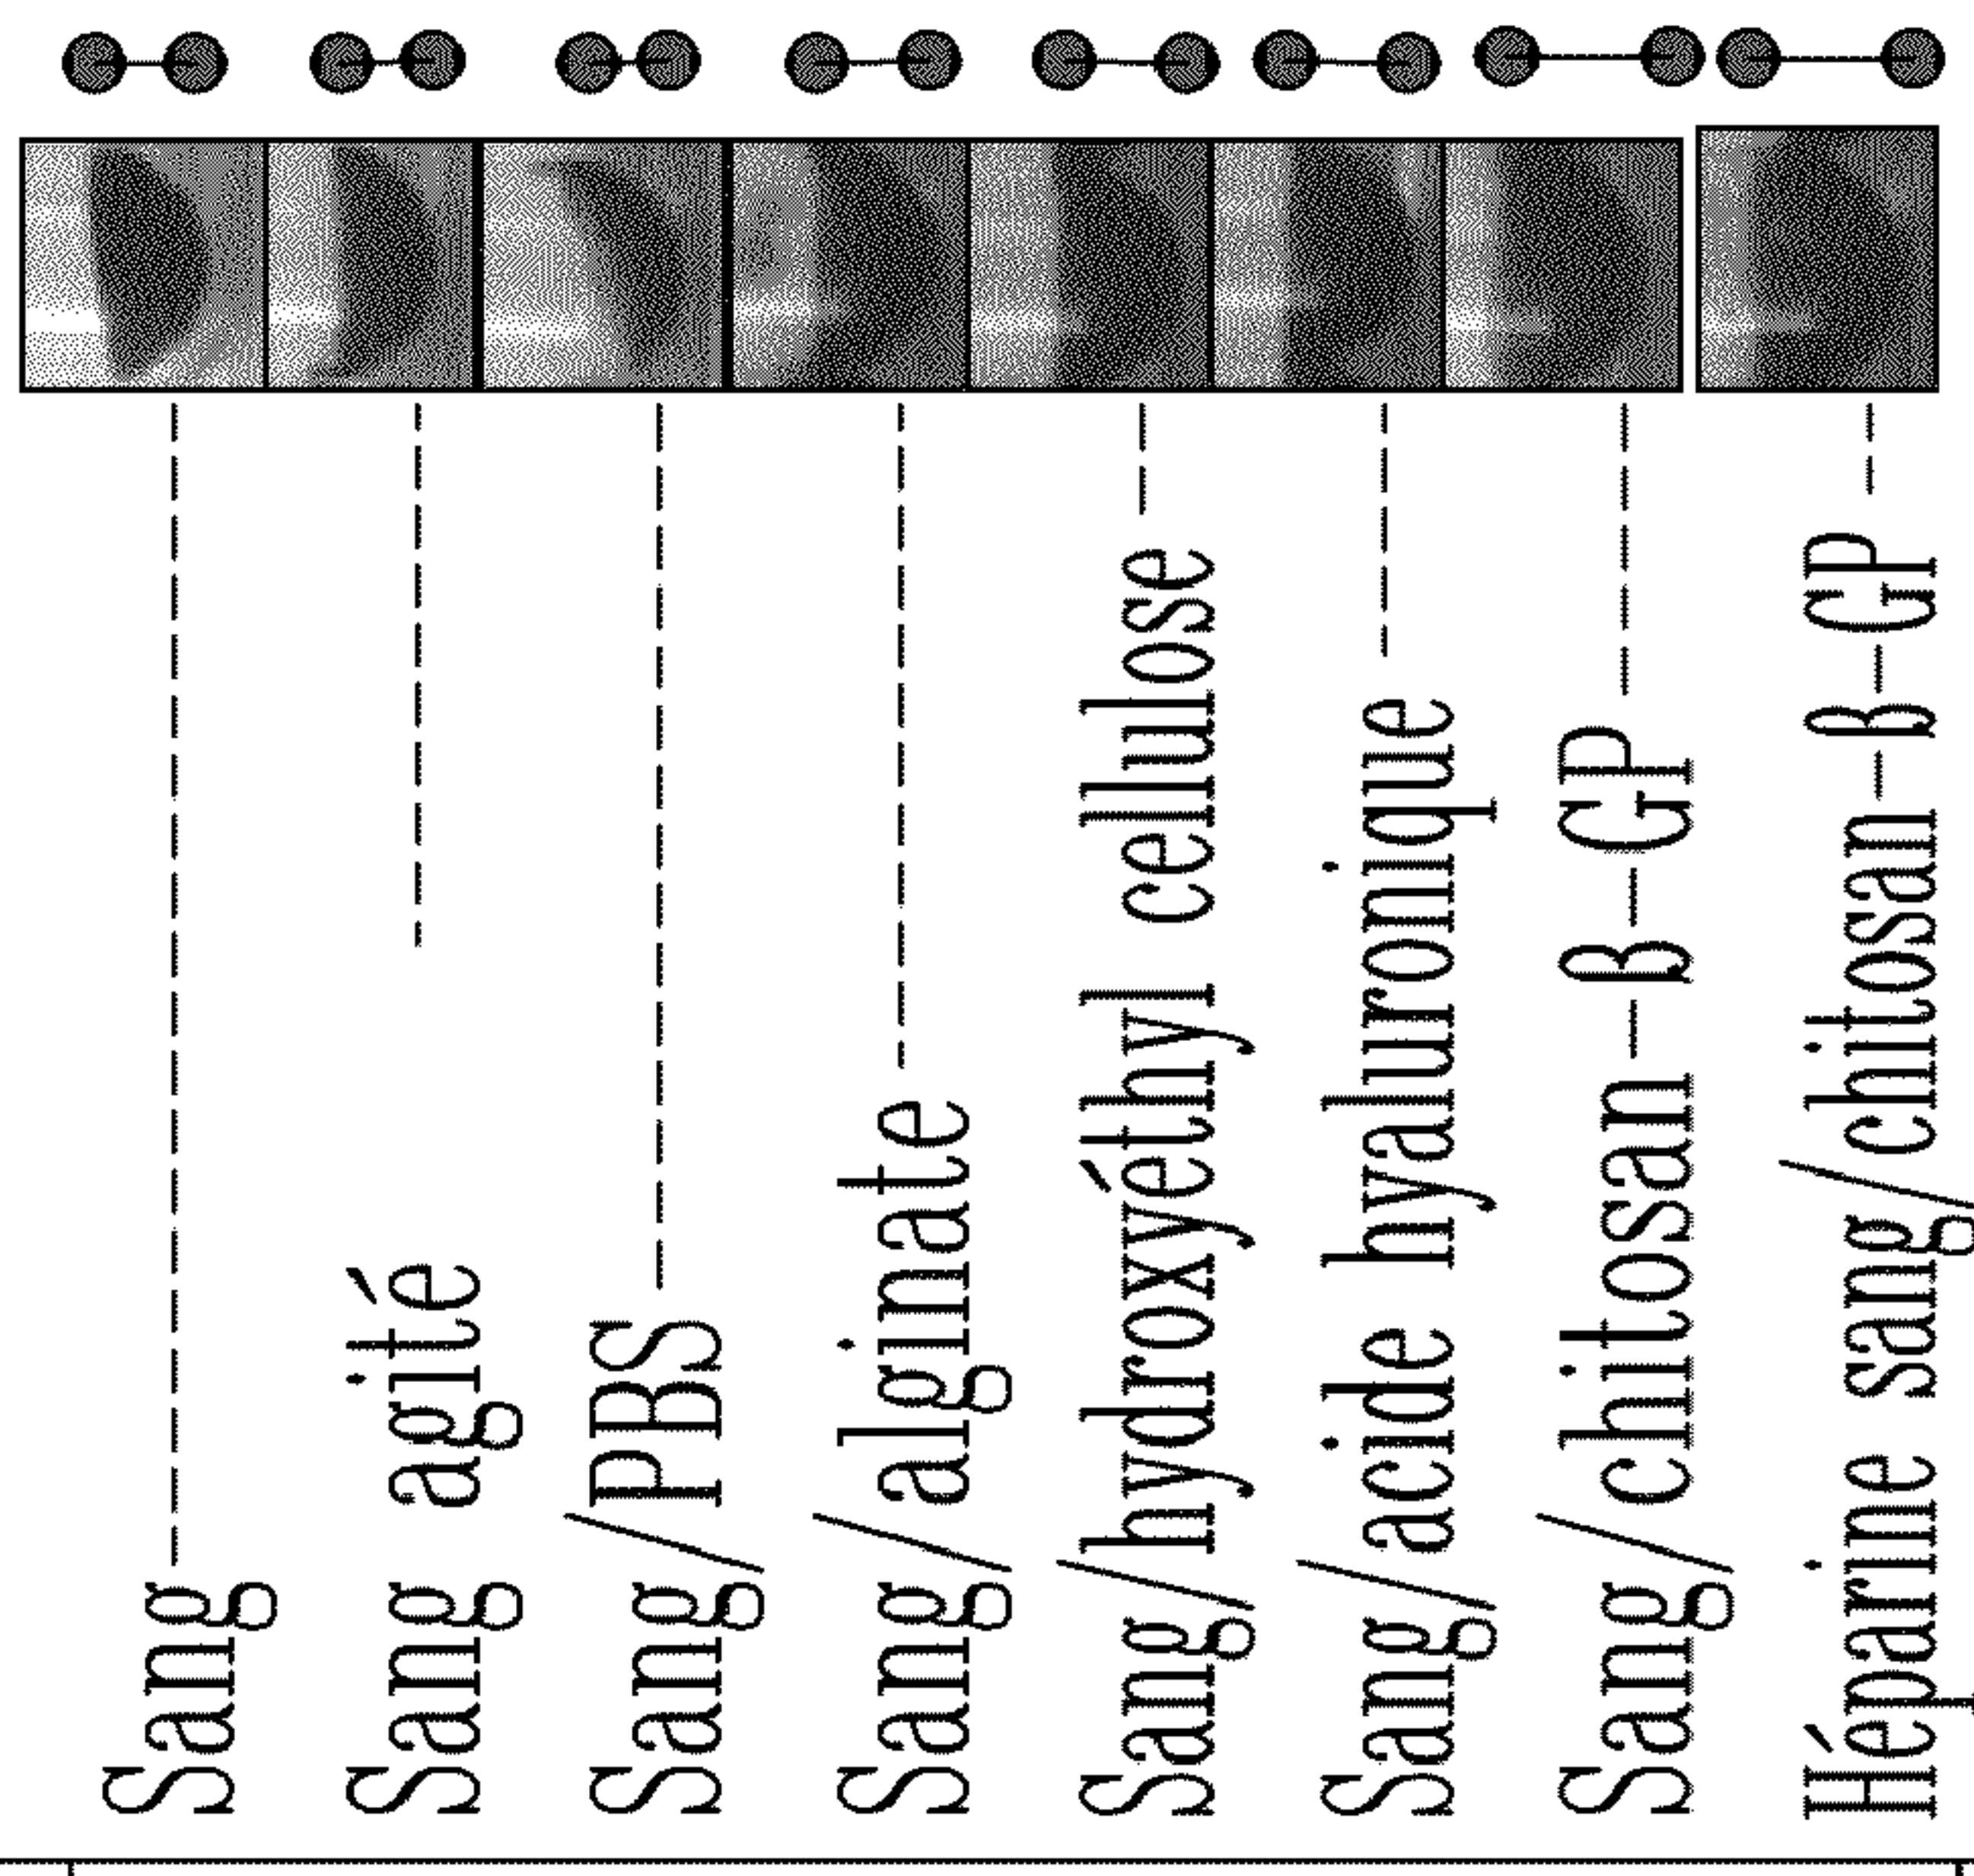 Sang
Sang agité
Sang/PBS
Sang/alginate
Sang/hydroxyéthyl cellulose
Sang/acide hyaluronique
Sang/chitosan-β-GP
Héparine sang/chitosan-β-GP